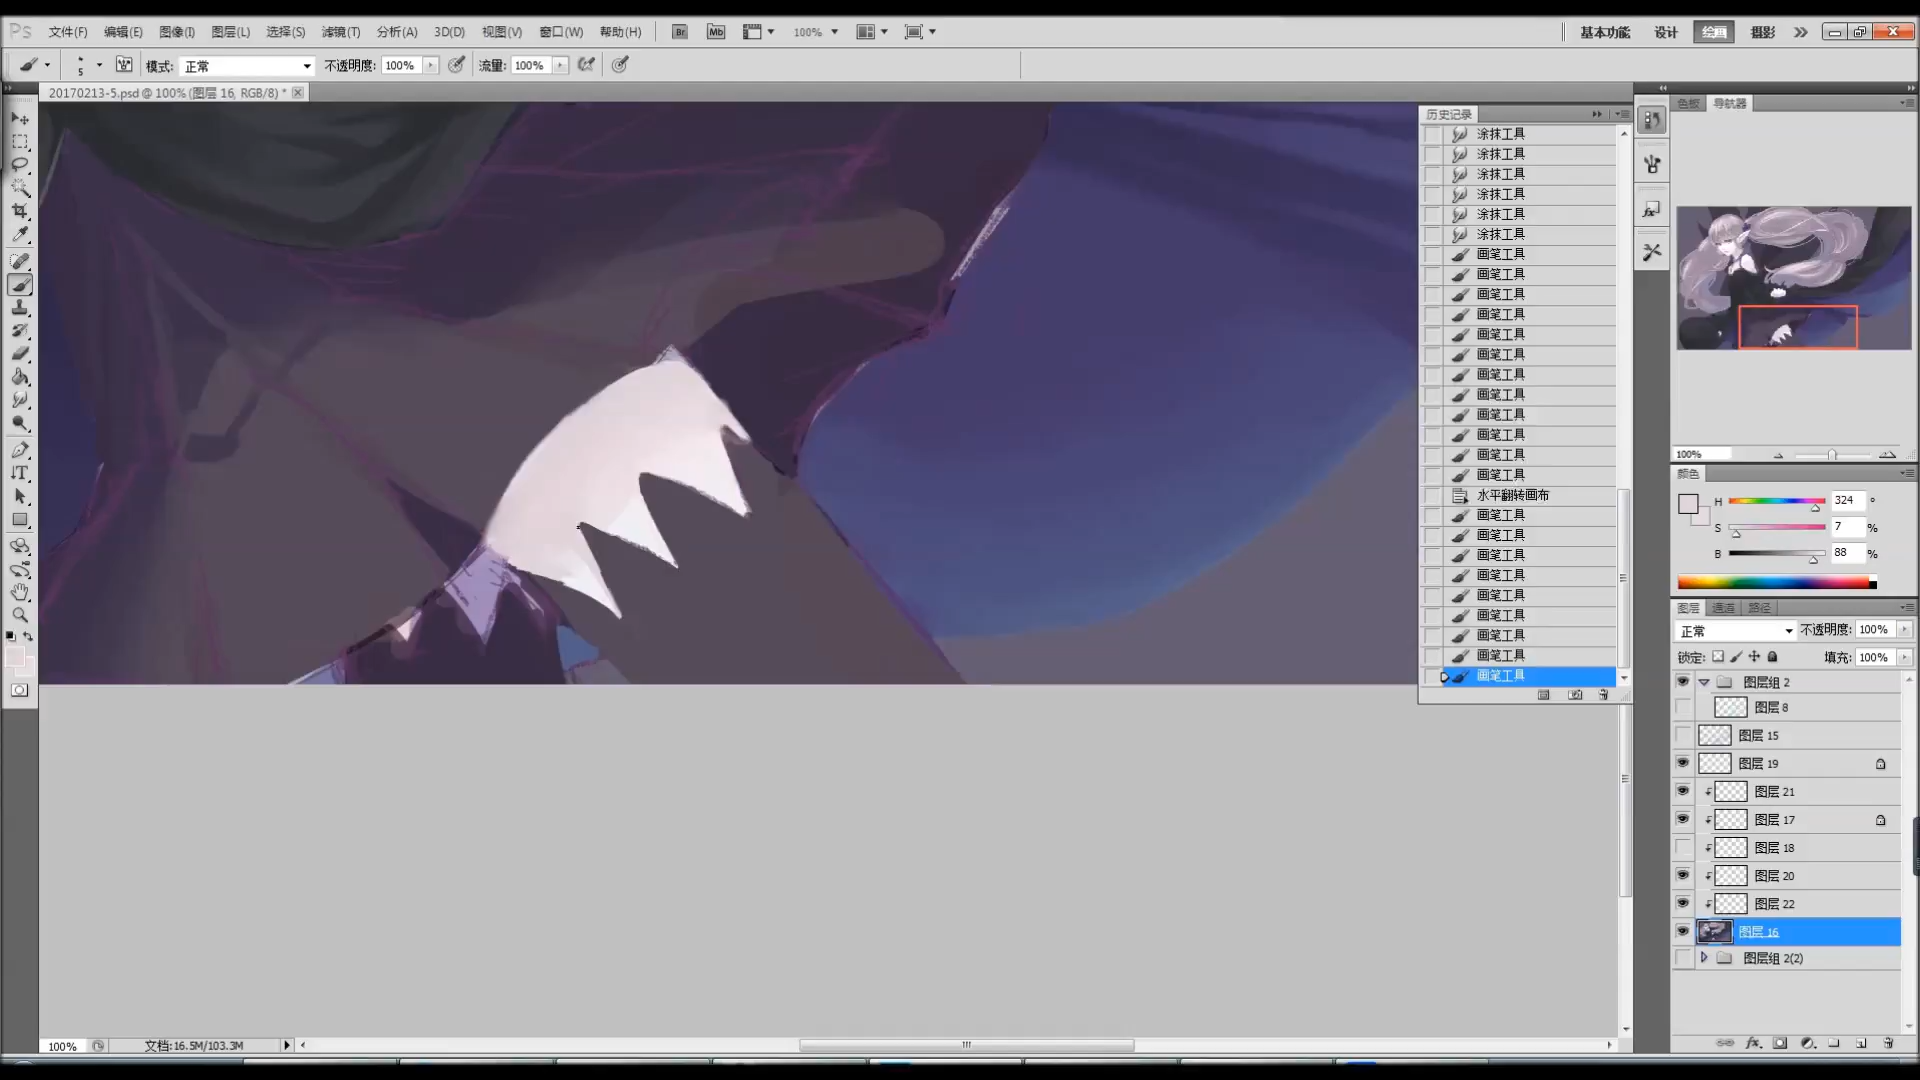 Ps 文件(F) 编辑(E) 图像(I) 图层(L) 选择(S) 滤镜(T) 分析(A) 3D(D) 视图(V) 窗口(W) 帮助(H) Br Mb 100% 基本功能 设计 绘画 摄影
5 模式: 正常 不透明度: 100% 流量: 100%
20170213-5.psd @ 100% (图层 16, RGB/8) *
历史记录
涂抹工具
涂抹工具
涂抹工具
涂抹工具
涂抹工具
涂抹工具
画笔工具
画笔工具
画笔工具
画笔工具
画笔工具
画笔工具
画笔工具
画笔工具
画笔工具
画笔工具
画笔工具
画笔工具
水平翻转画布
画笔工具
画笔工具
画笔工具
画笔工具
画笔工具
画笔工具
画笔工具
画笔工具
画笔工具
色板 导航器
100%
颜色
H 324 °
S 7 %
B 88 %
图层 通道 路径
正常 不透明度: 100%
锁定: 填充: 100%
图层组 2
图层 8
图层 15
图层 19
图层 21
图层 17
图层 18
图层 20
图层 22
图层 16
图层组 2(2)
100% 文档:16.5M/103.3M